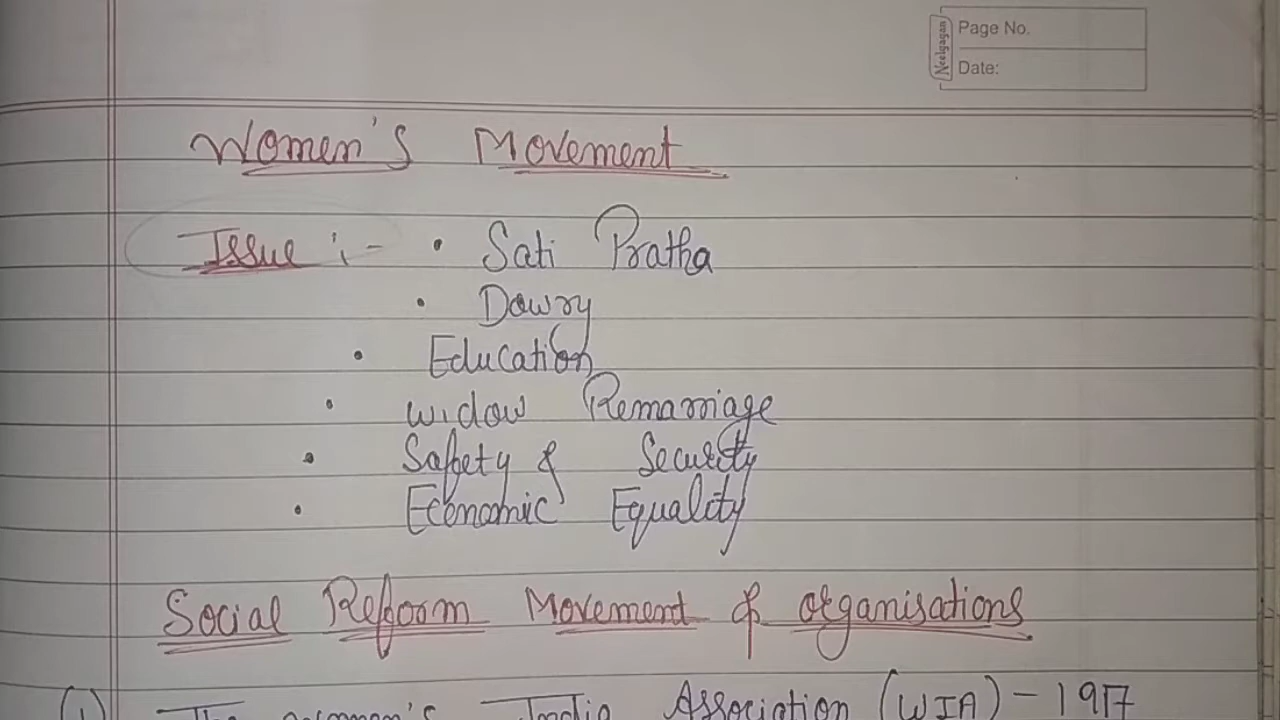 Neelgagan
Page No.
Date:
Women's Movement
Issue :- • Sati Pratha
• Dowry
• Education
• Widow Remarriage
• Safety & Security
• Economic Equality
Social Reform Movement & Organisations
(1) The women's India Association (WIA) - 1917